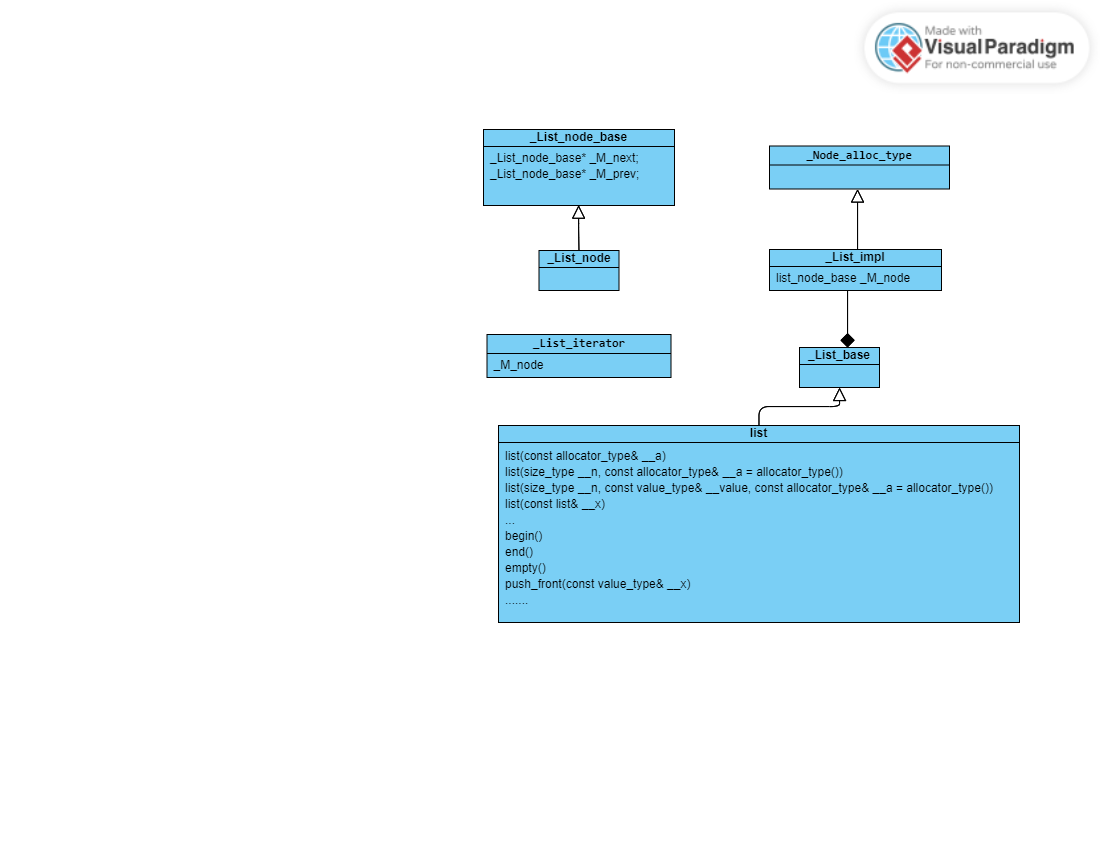 Made with
Visual Paradigm
For non-commercial use
_List_node_base
_List_node_base* _M_next;
_List_node_base* _M_prev;
_Node_alloc_type
_List_node
_List_impl
list_node_base _M_node
_List_iterator
_M_node
_List_base
list
list(const allocator_type& __a)
list(size_type __n, const allocator_type& __a = allocator_type())
list(size_type __n, const value_type& __value, const allocator_type& __a = allocator_type())
list(const list& __x)
...
begin()
end()
empty()
push_front(const value_type& __x)
.......